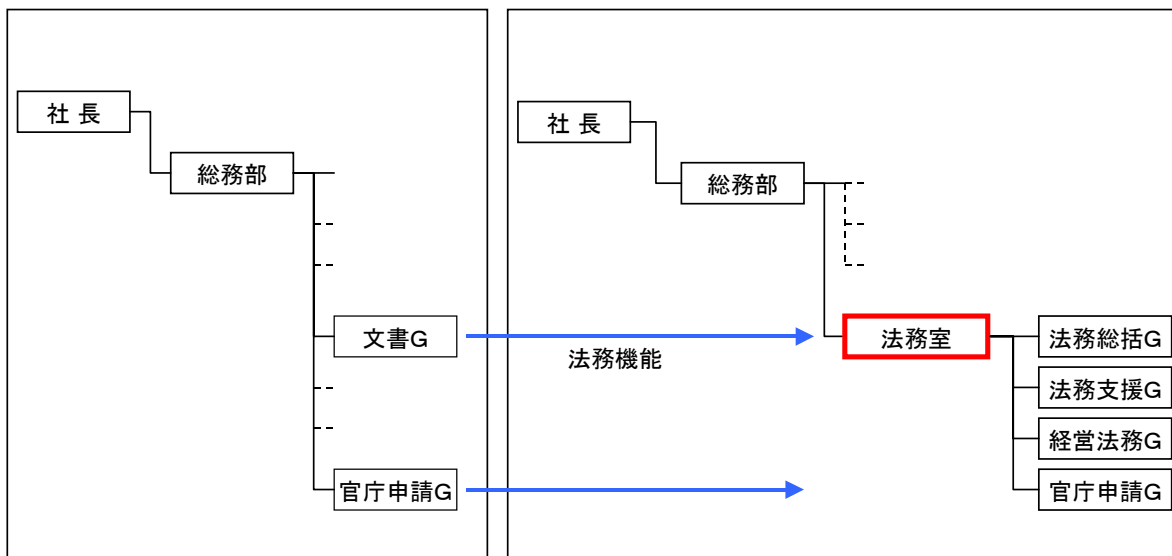 社 長
総務部
文書G
官庁申請G
法務機能
社 長
総務部
法務室
法務総括G
法務支援G
経営法務G
官庁申請G